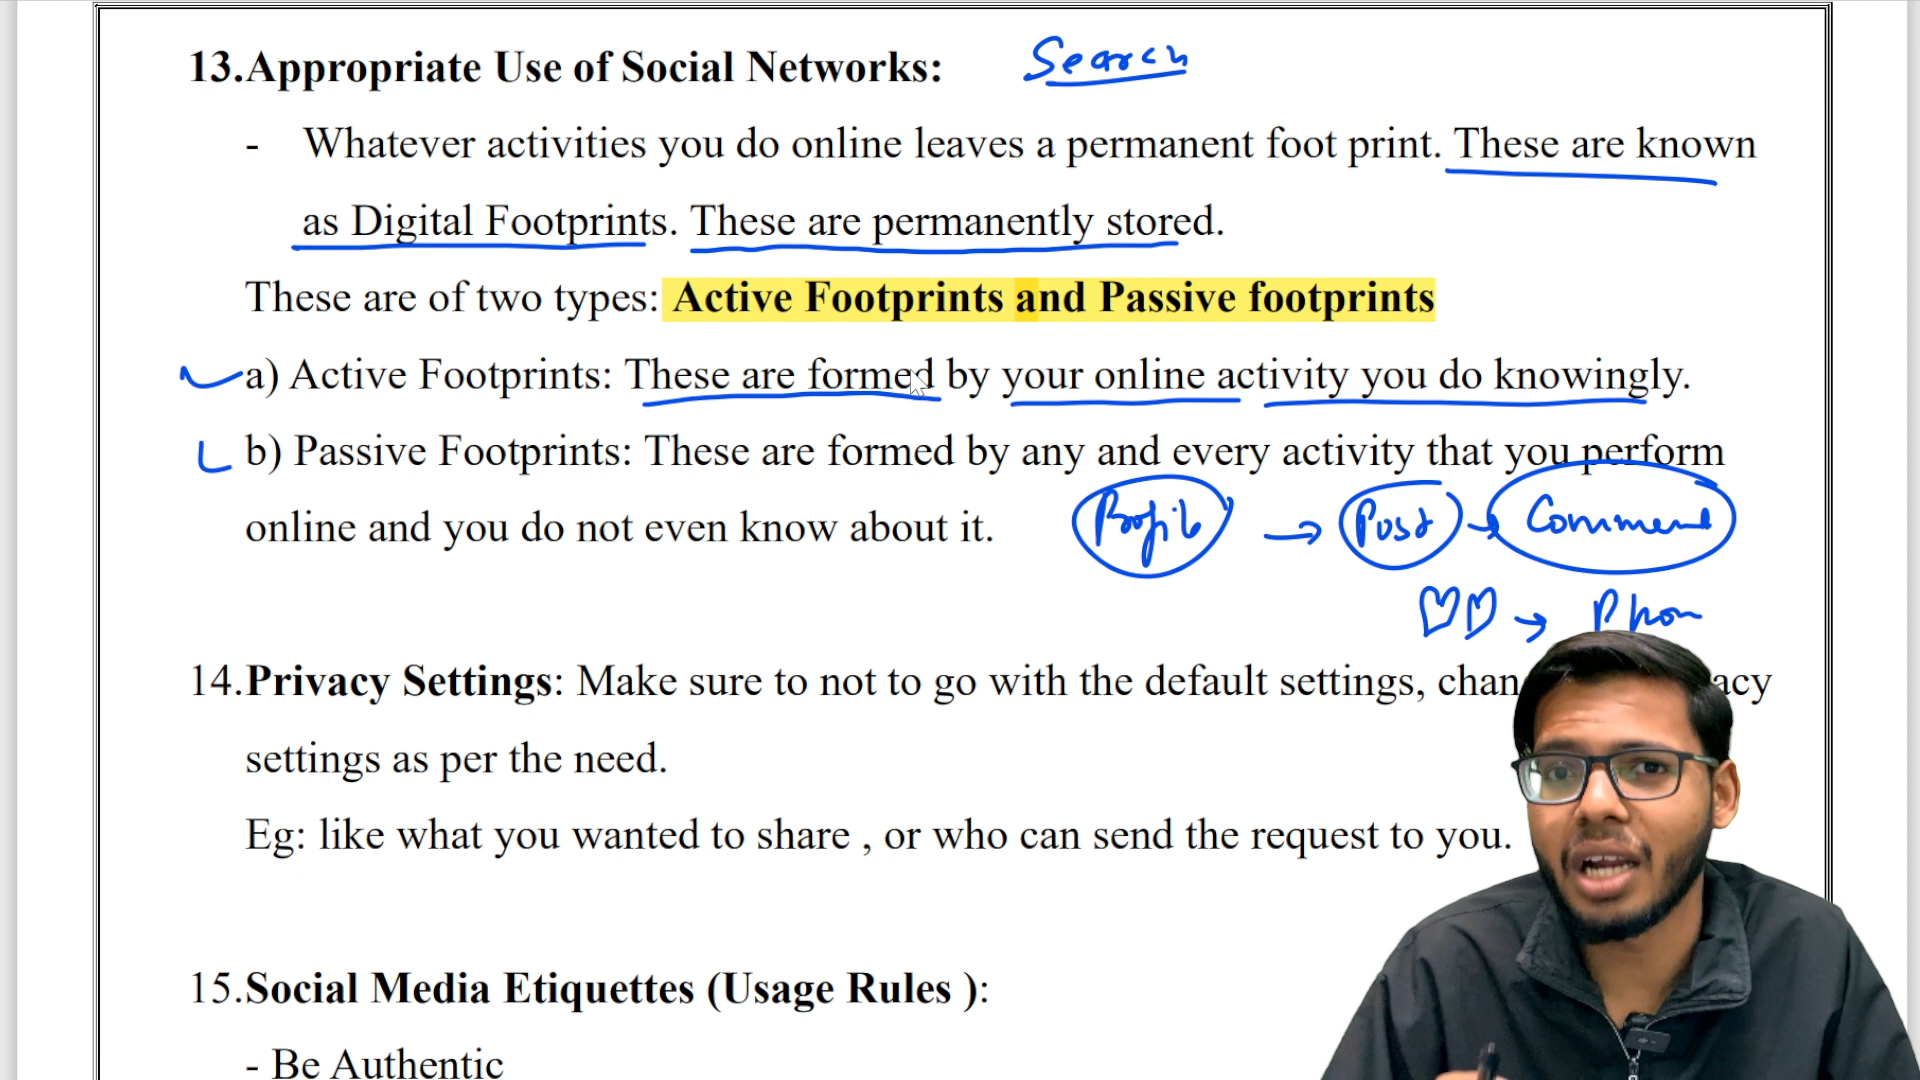 13.Appropriate Use of Social Networks: Search
- Whatever activities you do online leaves a permanent foot print. These are known
as Digital Footprints. These are permanently stored.
These are of two types: Active Footprints and Passive footprints
a) Active Footprints: These are formed by your online activity you do knowingly.
b) Passive Footprints: These are formed by any and every activity that you perform
online and you do not even know about it. → Post → Comment
→
14.Privacy Settings: Make sure to not to go with the default settings, chan acy
settings as per the need.
Eg: like what you wanted to share , or who can send the request to you.
15.Social Media Etiquettes (Usage Rules ):
- Be Authentic